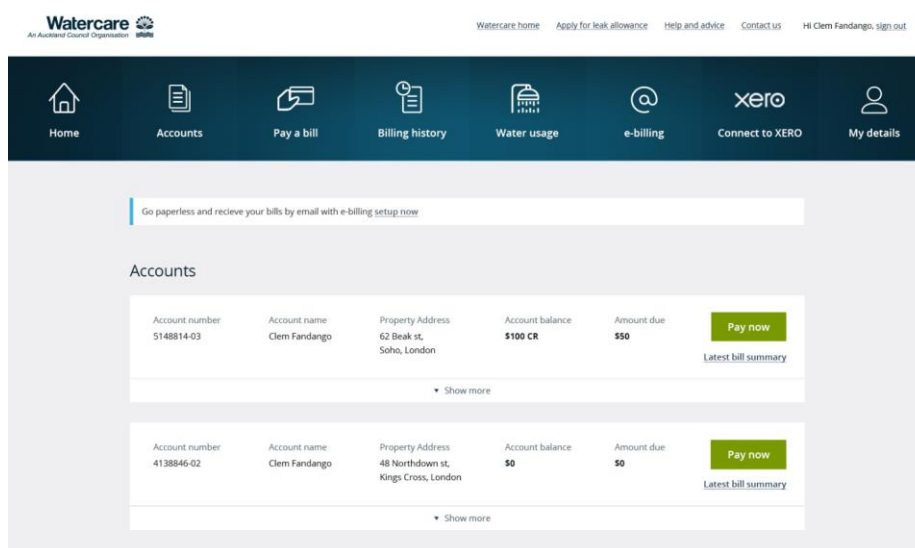 Watercare
An Auckland Council Organisation
Watercare home Apply for leak allowance Help and advice Contact us Hi Clem Fandango, sign out
xero
Home Accounts Pay a bill Billing history Water usage e-billing Connect to XERO My details
Go paperless and recieve your bills by email with e-billing setup now
Accounts
Account number Account name Property Address Account balance Amount due
5148814-03 Clem Fandango 62 Beak st, $100 CR $50
Soho, London
Pay now
Latest bill summary
▼ Show more
Account number Account name Property Address Account balance Amount due
4138846-02 Clem Fandango 48 Northdown st, $0 $0
Kings Cross, London
Pay now
Latest bill summary
▼ Show more